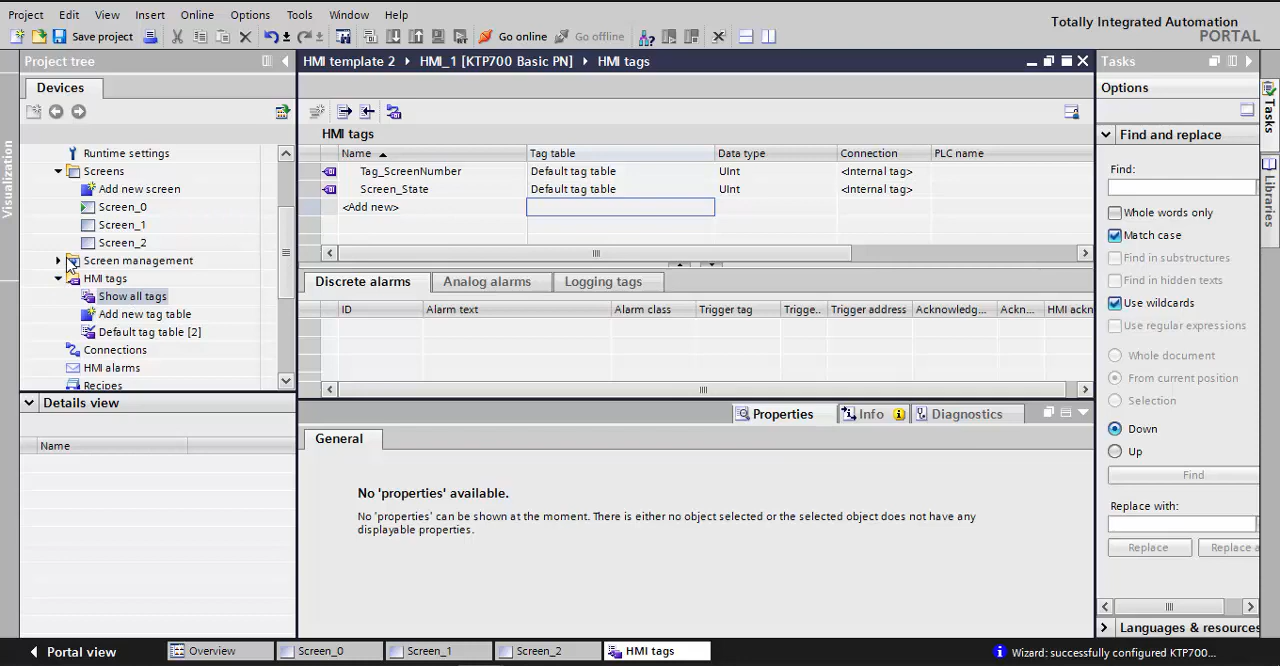 Project Edit View Insert Online Options Tools Window Help
Totally Integrated Automation
PORTAL
Save project Go online Go offline
Project tree
HMI template 2 HMI_1 [KTP700 Basic PN] HMI tags
Tasks
Devices
Options
Visualization
Tasks
Libraries
HMI tags
Find and replace
Runtime settings
Screens
Add new screen
Screen_0
Screen_1
Screen_2
Screen management
HMI tags
Show all tags
Add new tag table
Default tag table [2]
Connections
HMI alarms
Recipes
Name Tag table Data type Connection PLC name
Tag_ScreenNumber Default tag table UInt <Internal tag>
Screen_State Default tag table UInt <Internal tag>
<Add new>
Discrete alarms Analog alarms Logging tags
ID Alarm text Alarm class Trigger tag Trigge.. Trigger address Acknowledg... Ackn... HMI ackn
Find:
Whole words only
Match case
Find in substructures
Find in hidden texts
Use wildcards
Use regular expressions
Whole document
From current position
Selection
Down
Up
Find
Replace with:
Replace Replace a
Languages & resources
Details view
Name
Properties Info Diagnostics
General
No 'properties' available.
No 'properties' can be shown at the moment. There is either no object selected or the selected object does not have any
displayable properties.
Portal view Overview Screen_0 Screen_1 Screen_2 HMI tags
Wizard: successfully configured KTP700...